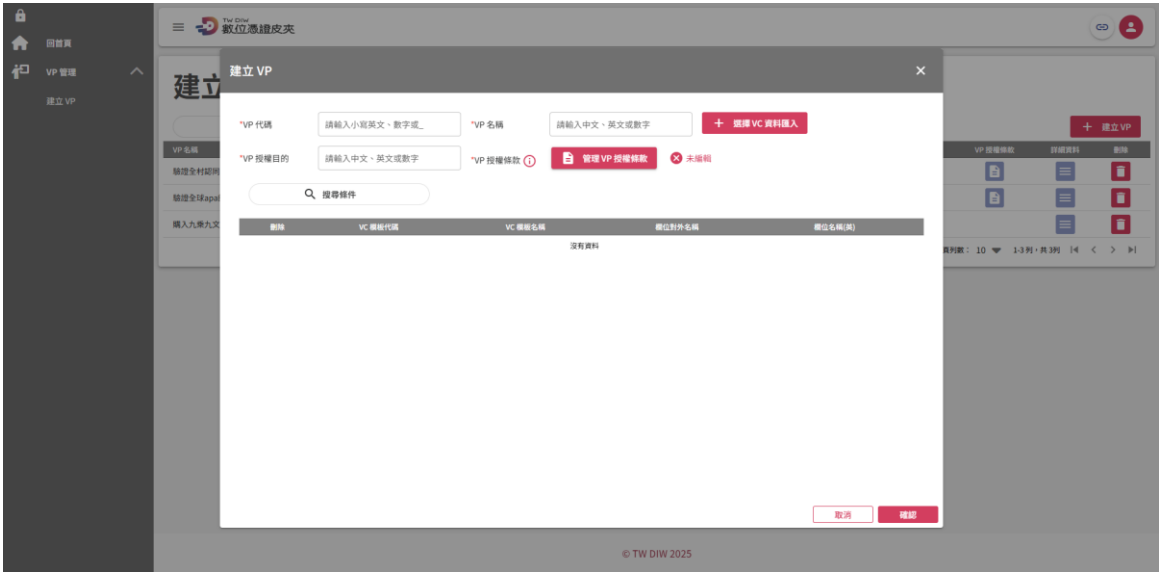 TW DIW
數位憑證皮夾
回首頁
VP 管理
建立 VP
建立
建立 VP
*VP 代碼
請輸入小寫英文、數字或_
*VP 名稱
請輸入中文、英文或數字
選擇 VC 資料匯入
*VP 授權目的
請輸入中文、英文或數字
*VP 授權條款
管理 VP 授權條款
未編輯
搜尋條件
刪除 VC 模板代碼 VC 模板名稱 欄位對外名稱 欄位名稱(英)
沒有資料
取消
確認
建立 VP
VP 名稱 VP 授權條款 詳細資料 刪除
驗證全村認同
驗證全球apa
購入九乘九文
頁列數： 10 1-3 列，共 3列
© TW DIW 2025